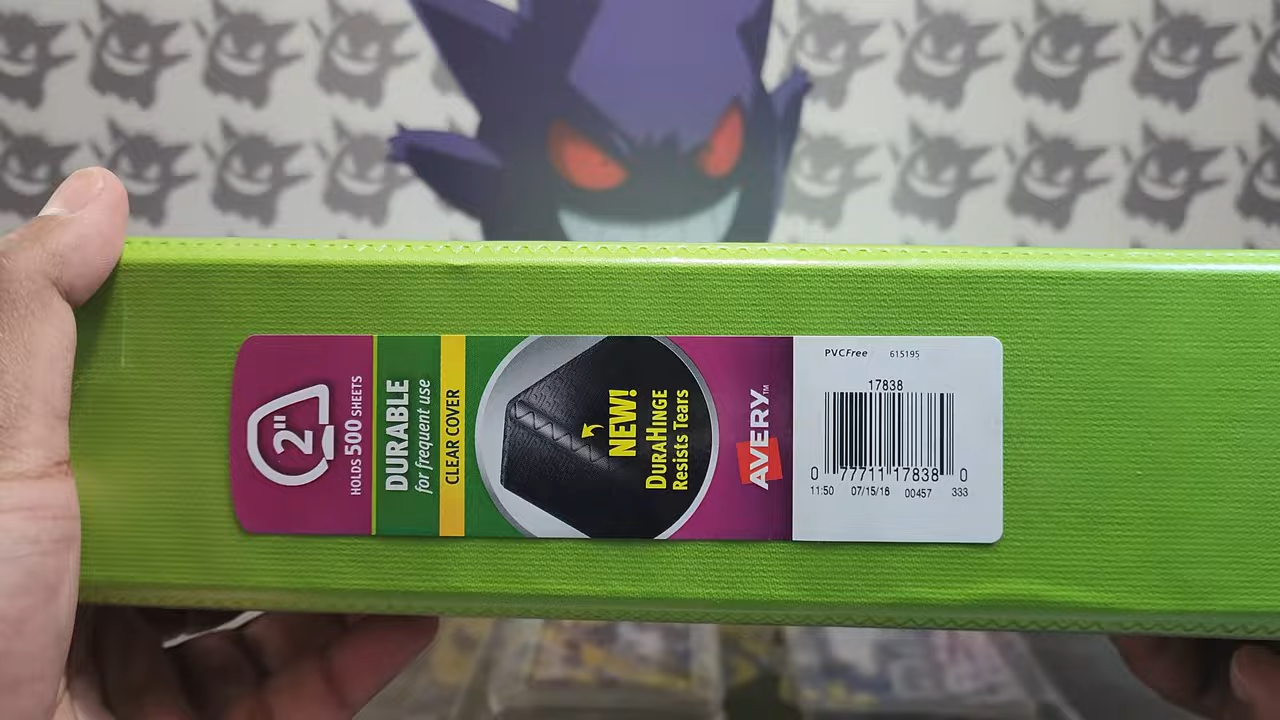 2"
HOLDS 500 SHEETS
DURABLE
for frequent use
CLEAR COVER
NEW!
DURAHINGE
Resists Tears
AVERY™
PVCFree 615195
17838
0 77711 17838 0
11:50 07/15/16 00457 333